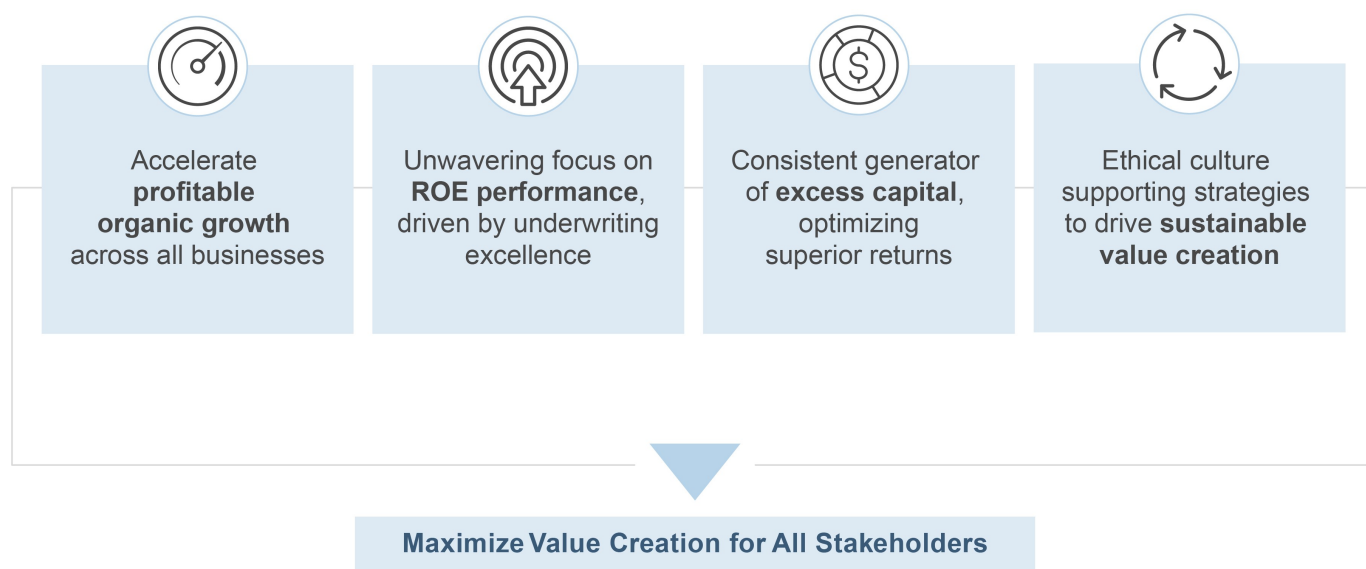 $
Accelerate
profitable
organic growth
across all businesses
Unwavering focus on
ROE performance,
driven by underwriting
excellence
Consistent generator
of excess capital,
optimizing
superior returns
Ethical culture
supporting strategies
to drive sustainable
value creation
Maximize Value Creation for All Stakeholders